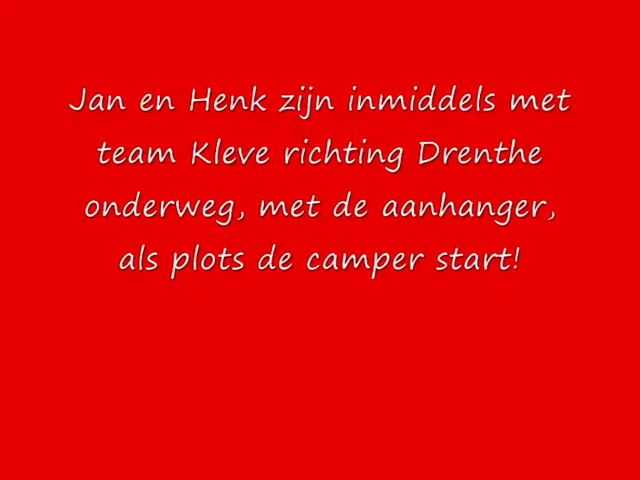 Jan en Henk zijn inmiddels met
team Kleve richting Drenthe
onderweg, met de aanhanger,
als plots de camper start!